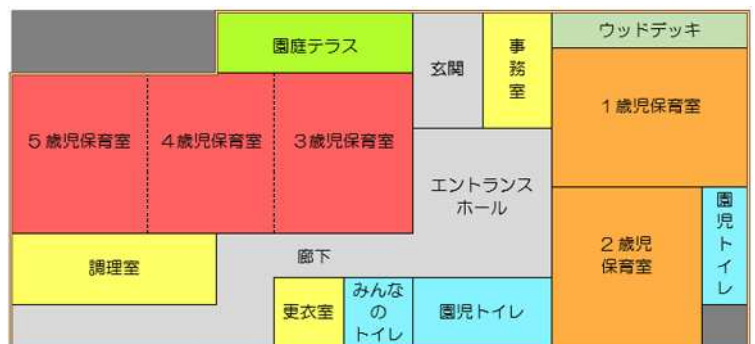 園庭テラス
玄関
事務室
ウッドデッキ
1歳児保育室
5歳児保育室
4歳児保育室
3歳児保育室
エントランス
ホール
園児トイレ
2歳児
保育室
廊下
調理室
更衣室
みんな
の
トイレ
園児トイレ